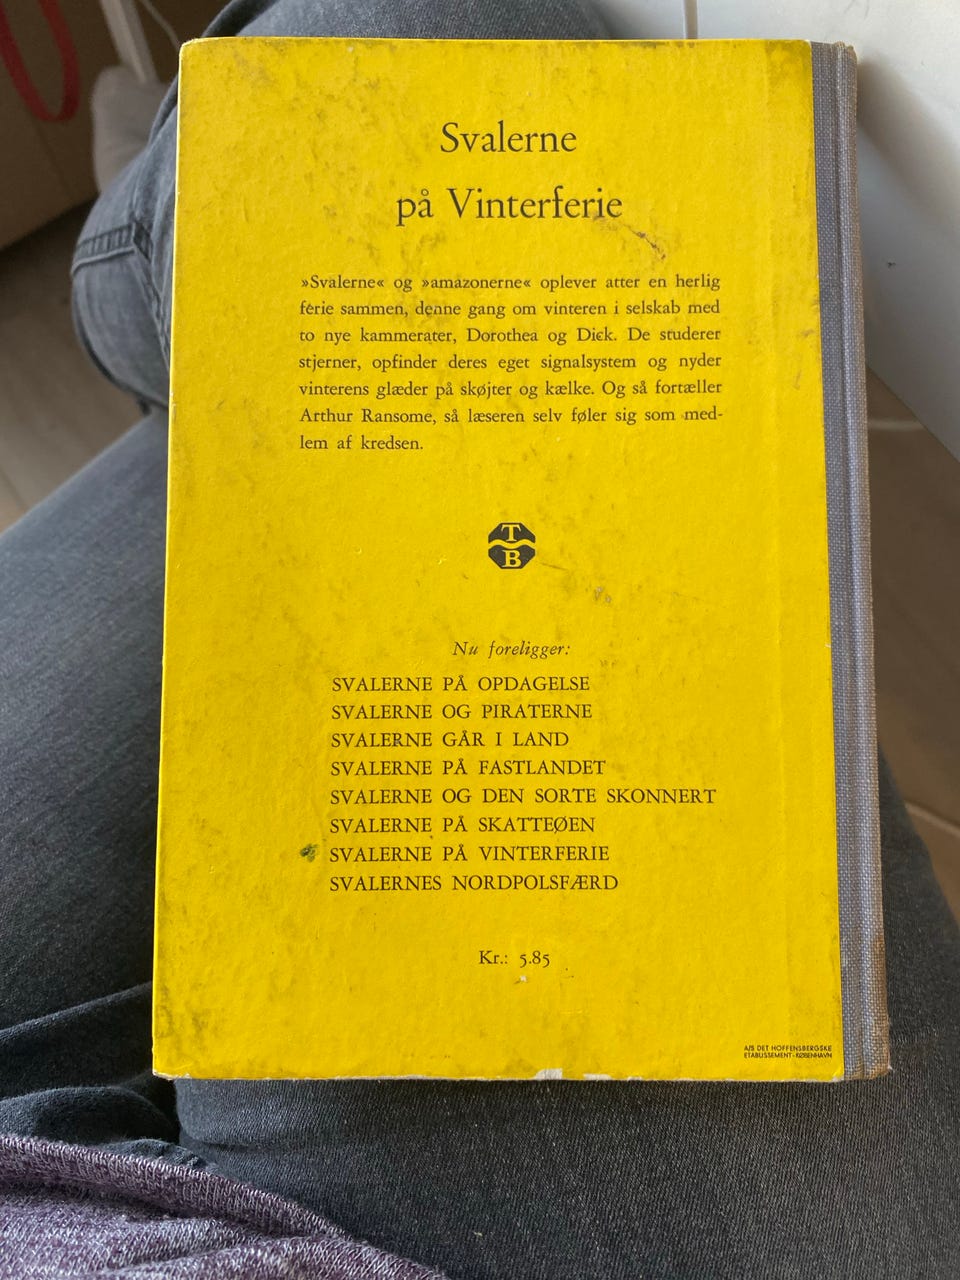 Svalerne
på Vinterferie
»Svalerne« og »amazonerne« oplever atter en herlig
ferie sammen, denne gang om vinteren i selskab med
to nye kammerater, Dorothea og Dick. De studerer
stjerner, opfinder deres eget signalsystem og nyder
vinterens glæder på skøjter og kælke. Og så fortæller
Arthur Ransome, så læseren selv føler sig som med-
lem af kredsen.
T
B
Nu foreligger:
SVALERNE PÅ OPDAGELSE
SVALERNE OG PIRATERNE
SVALERNE GÅR I LAND
SVALERNE PÅ FASTLANDET
SVALERNE OG DEN SORTE SKONNERT
SVALERNE PÅ SKATTEØEN
SVALERNE PÅ VINTERFERIE
SVALERNES NORDPOLSFÆRD
Kr.: 5.85
A/S DET HOFFENSBERGSKE
ETABLISSEMENT - KØBENHAVN